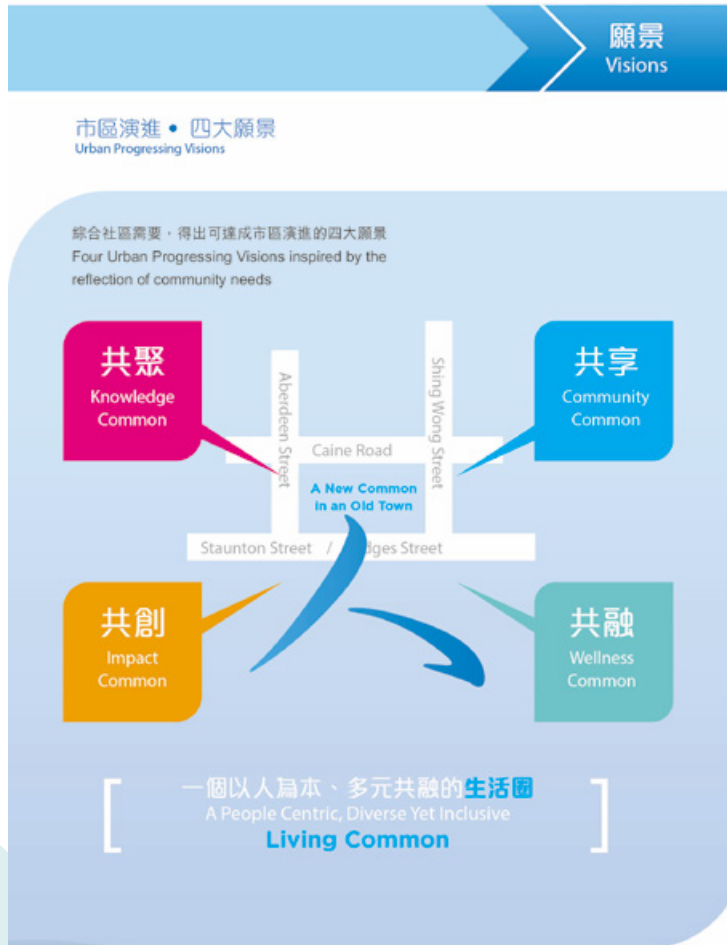 願景
Visions
市區演進 • 四大願景
Urban Progressing Visions
綜合社區需要，得出可達成市區演進的四大願景
Four Urban Progressing Visions inspired by the
reflection of community needs
共聚
Knowledge
Common
共享
Community
Common
Aberdeen Street
Shing Wong Street
Caine Road
A New Common
in an Old Town
Staunton Street / dges Street
人
共創
Impact
Common
共融
Wellness
Common
一個以人為本、多元共融的生活圈
A People Centric, Diverse Yet Inclusive
Living Common